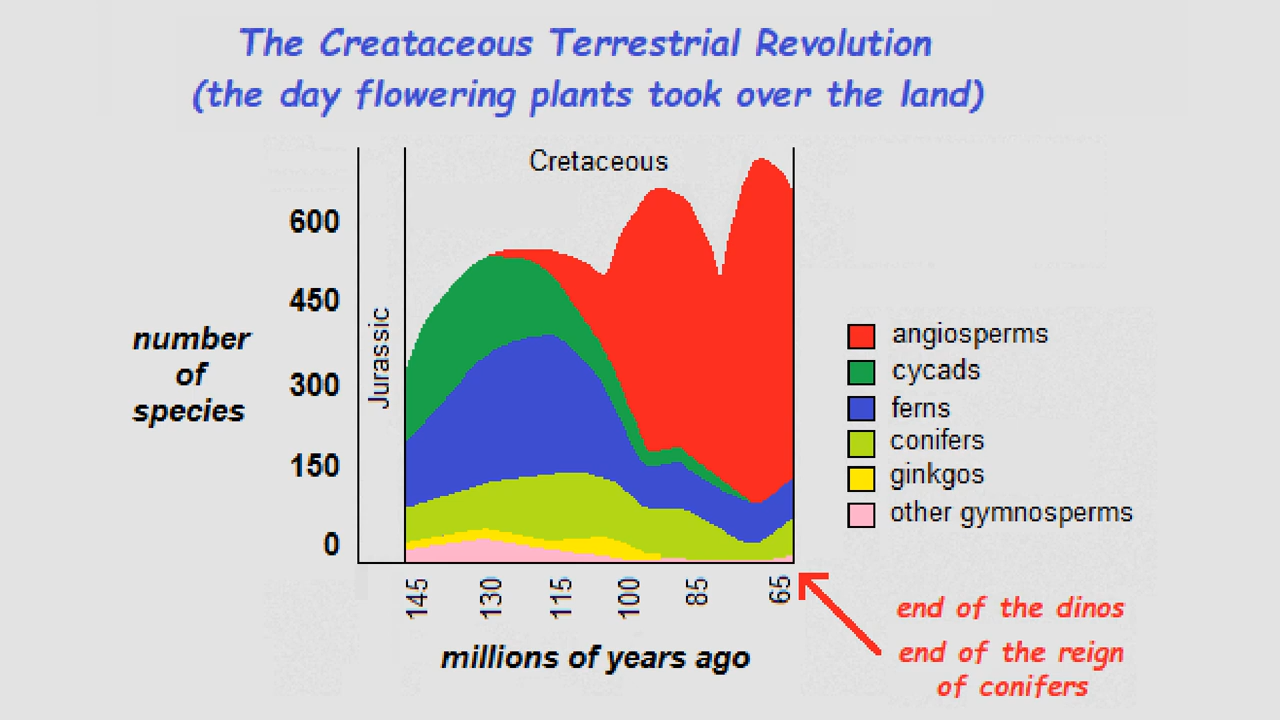 The Creataceous Terrestrial Revolution
(the day flowering plants took over the land)
Cretaceous
Jurassic
600
450
300
150
0
number
of
species
145
130
115
100
85
65
millions of years ago
angiosperms
cycads
ferns
conifers
ginkgos
other gymnosperms
end of the dinos
end of the reign
of conifers